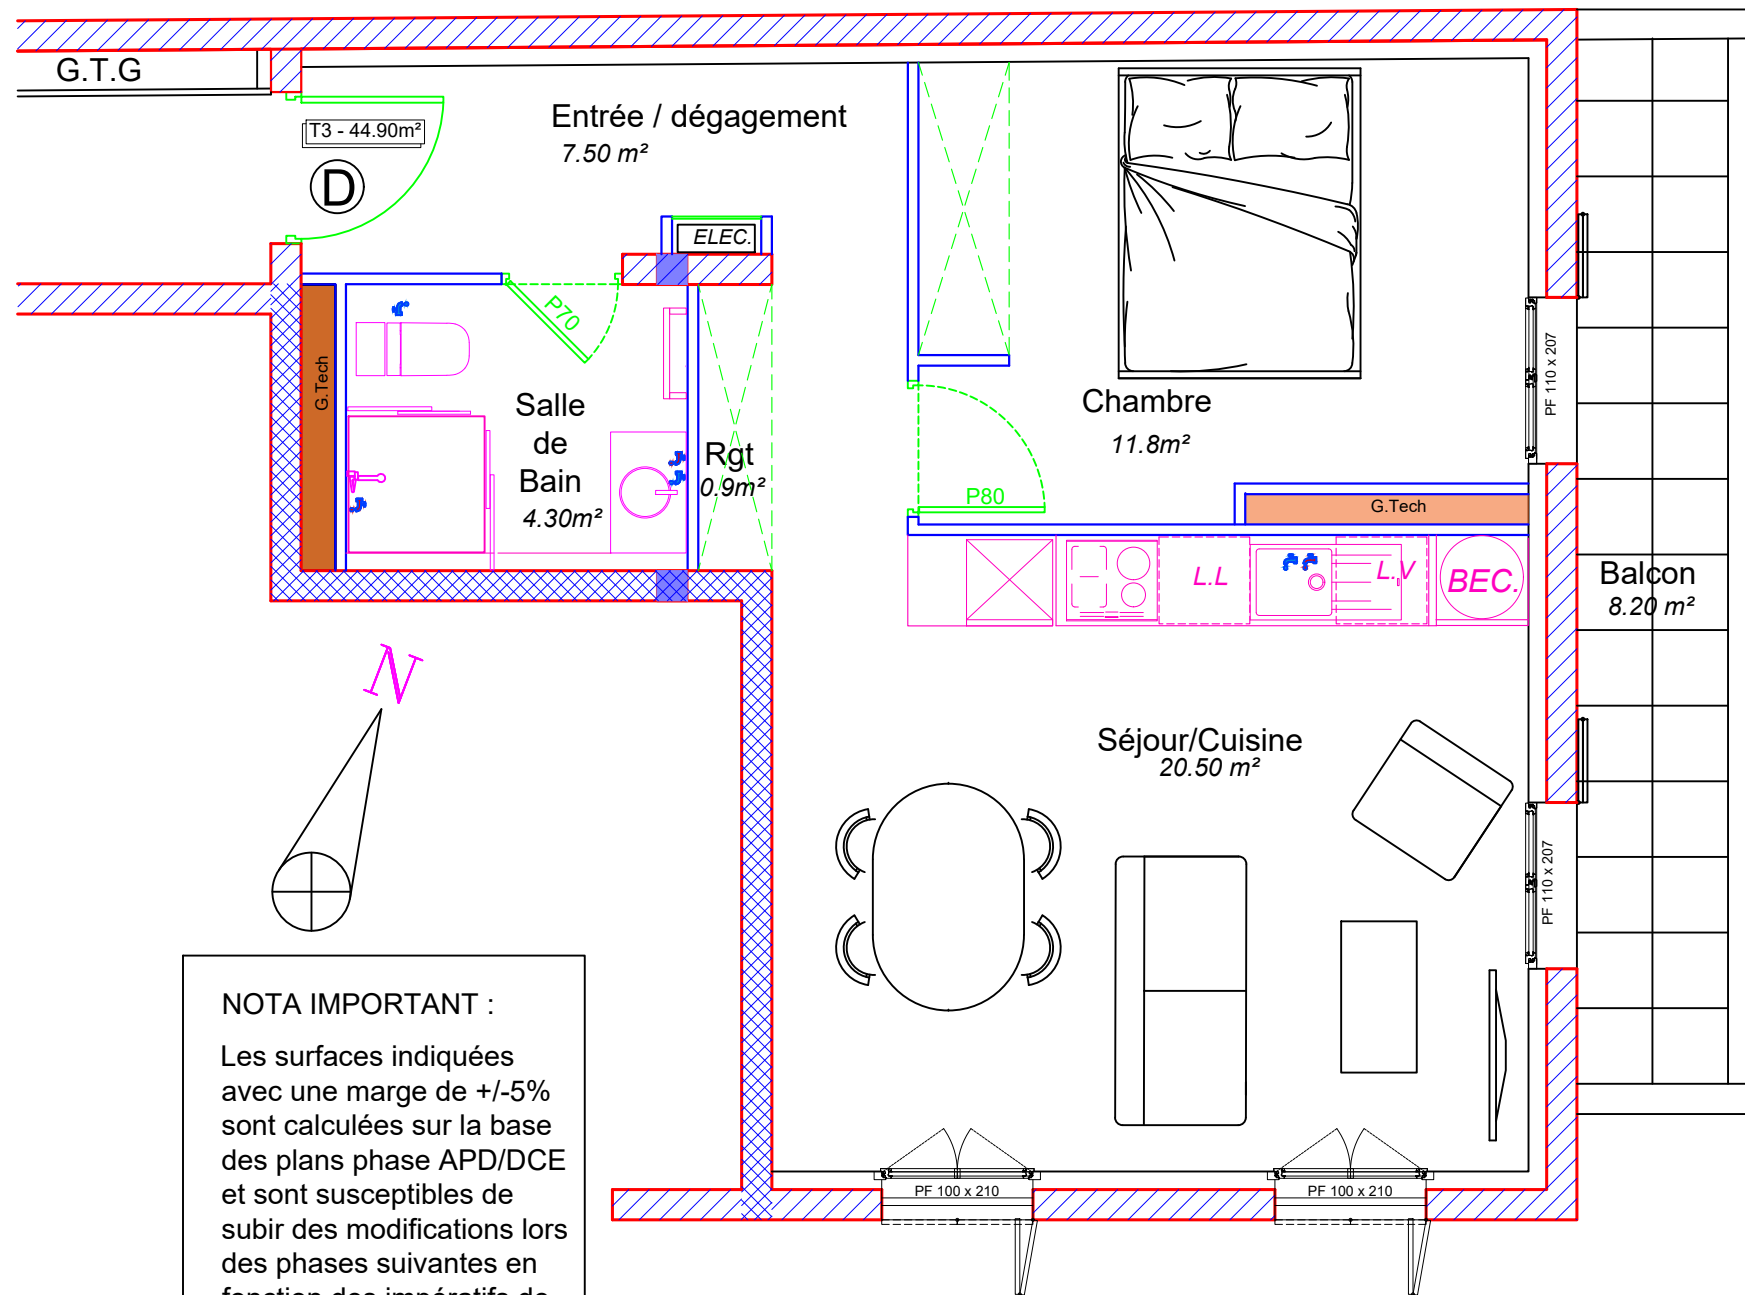 G.T.G
T3 - 44.90m²
D
Entrée / dégagement
7.50 m²
ELEC.
P70
G.Tech
Salle
de
Bain
4.30m²
Rgt
0.9m²
Chambre
11.8m²
P80
G.Tech
PF 110 x 207
L.L
L.V
BEC.
Balcon
8.20 m²
N
Séjour/Cuisine
20.50 m²
PF 110 x 207
PF 100 x 210
PF 100 x 210
NOTA IMPORTANT :
Les surfaces indiquées
avec une marge de +/-5%
sont calculées sur la base
des plans phase APD/DCE
et sont susceptibles de
subir des modifications lors
des phases suivantes en
fonction des impératifs de